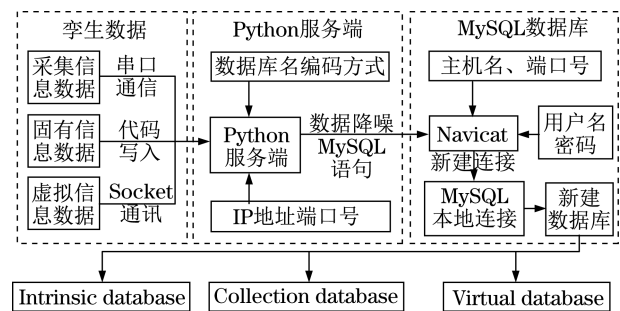 孪生数据
采集信
息数据
串口
通信
固有信
息数据
代码
写入
虚拟信
息数据
Socket
通讯
Python服务端
数据库名编码方式
Python
服务端
数据降噪
MySQL
语句
IP地址端口号
MySQL数据库
主机名、端口号
Navicat
用户名
密码
新建连接
MySQL
本地连接
新建
数据库
Intrinsic database
Collection database
Virtual database